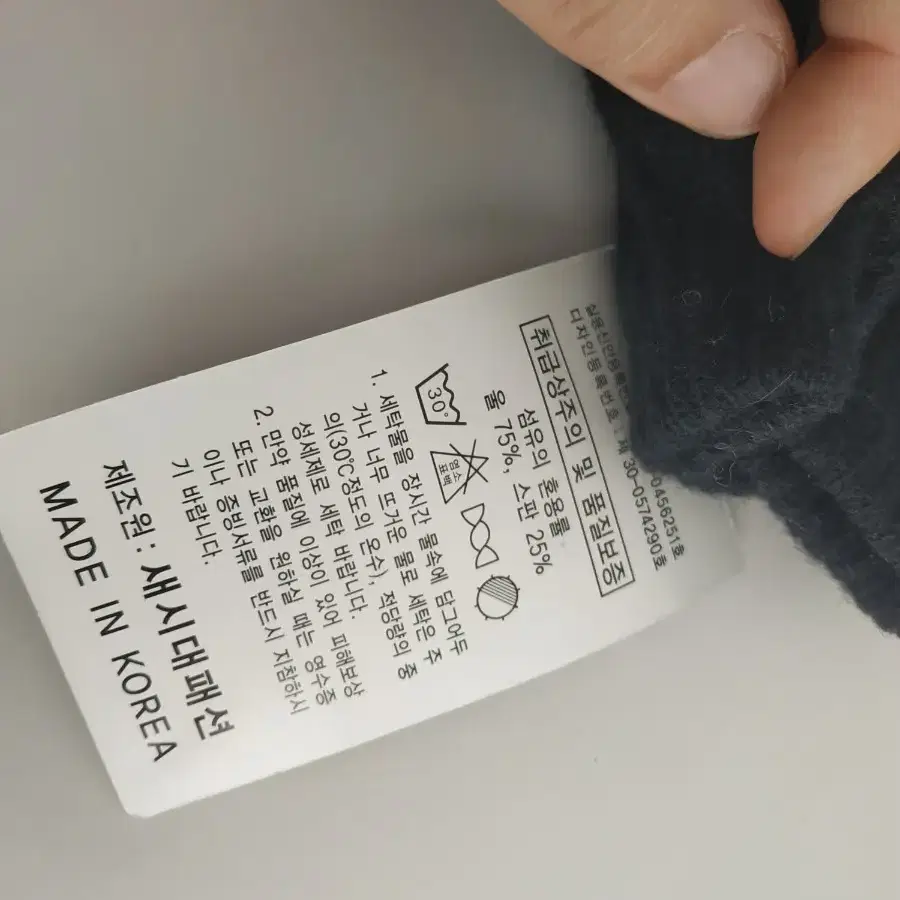 디자인등록번호 : 제 30-0574290호
취급상주의 및 품질보증
섬유의 혼용률
울 75%, 스판 25%
30°
염소
표백
1. 세탁물을 장시간 물속에 담그어두
거나 너무 뜨거운 물로 세탁은 주
의(30℃정도의 온수), 적당량의 중
성세제로 세탁 바랍니다.
2. 만약 품질에 이상이 있어 피해보상
또는 교환을 원하실 때는 영수증
이나 증빙서류를 반드시 지참하시
기 바랍니다.
제조원: 새시대패션
MADE IN KOREA